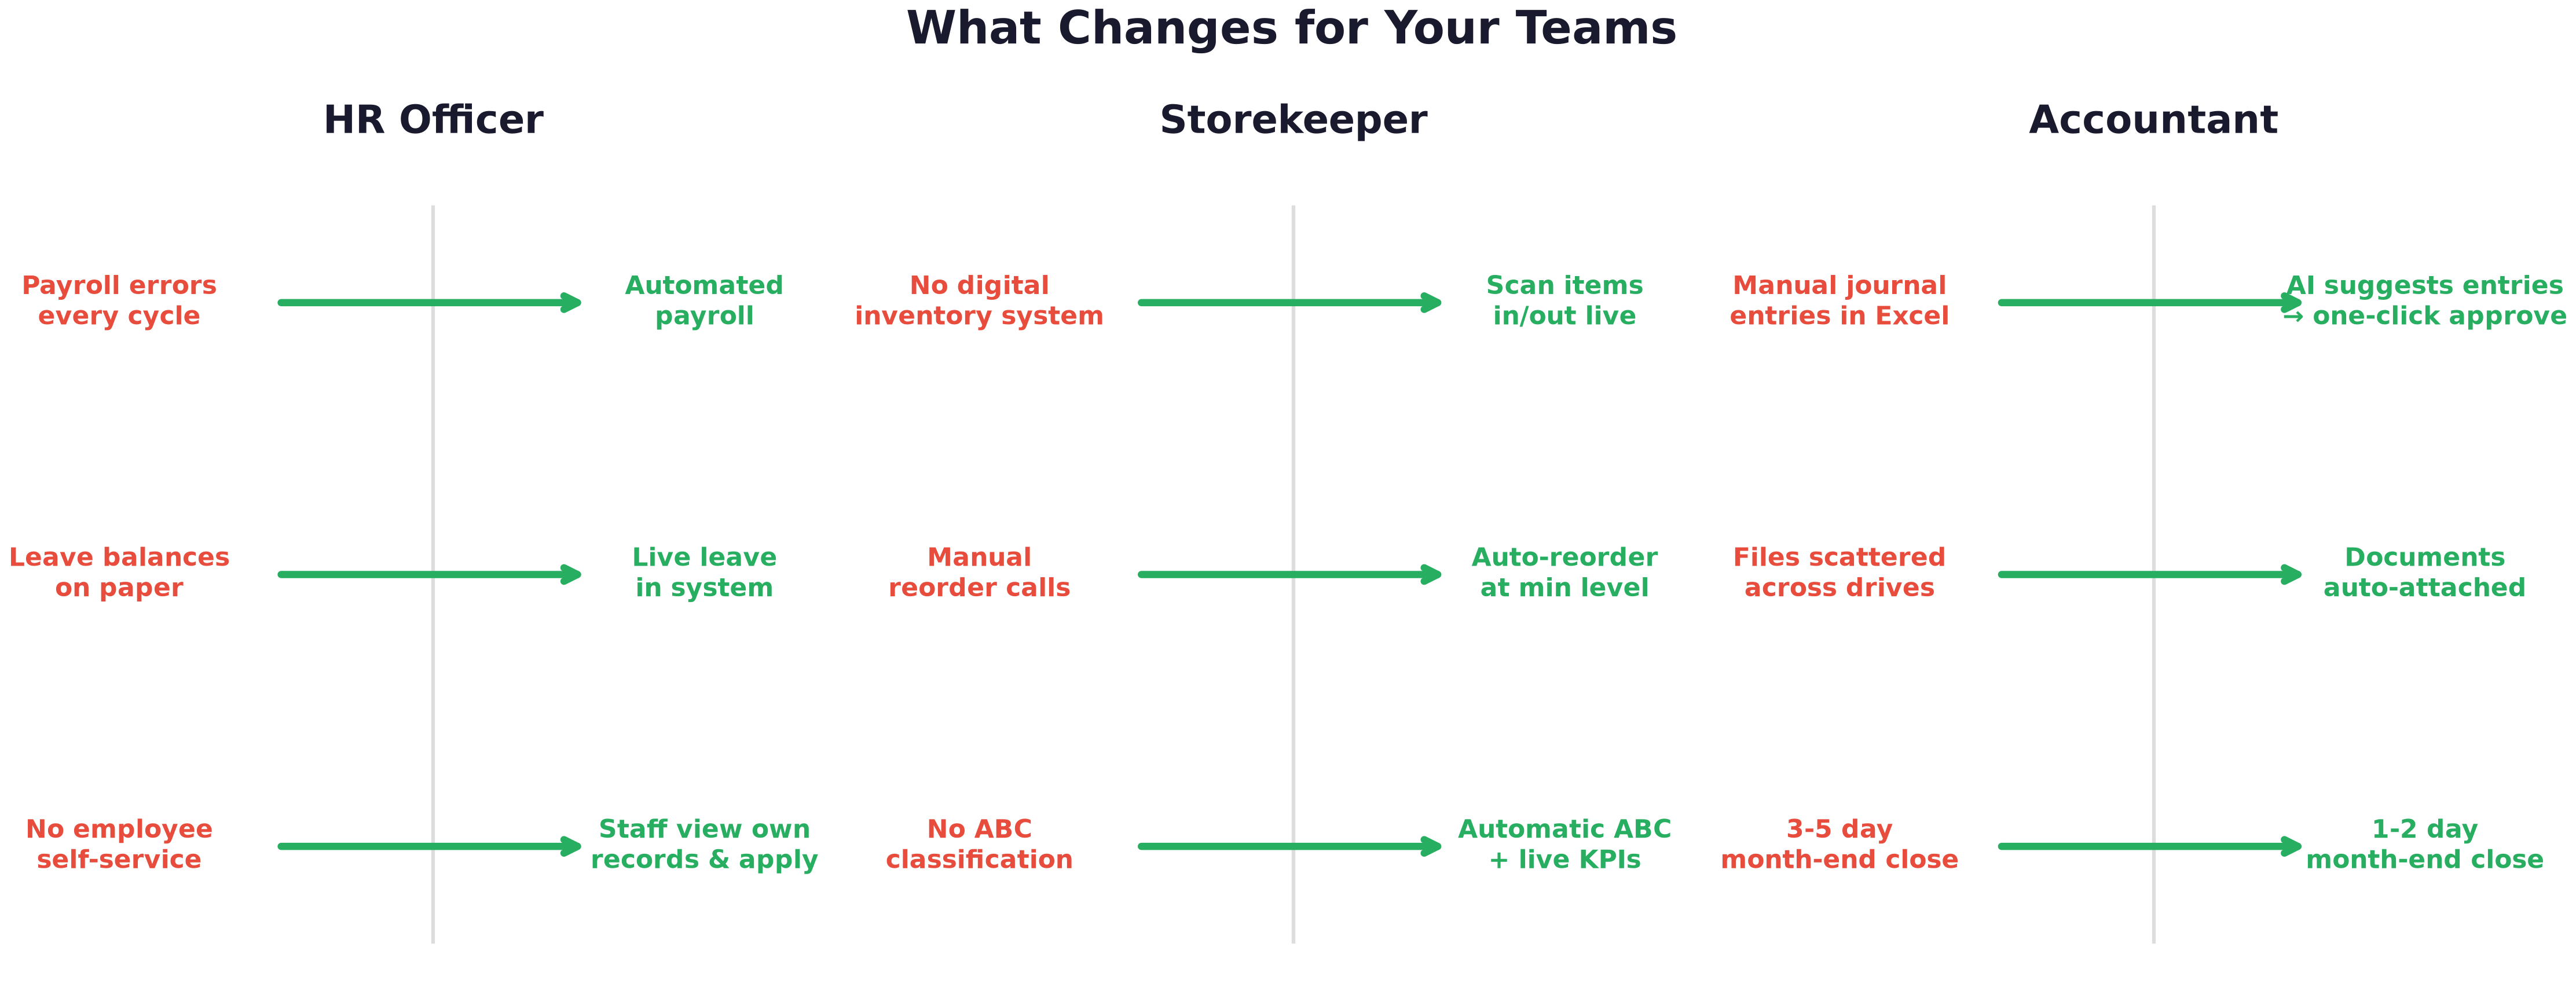 What Changes for Your Teams
HR Officer
Payroll errors
every cycle
Automated
payroll
Leave balances
on paper
Live leave
in system
No employee
self-service
Staff view own
records & apply
Storekeeper
No digital
inventory system
Scan items
in/out live
Manual
reorder calls
Auto-reorder
at min level
No ABC
classification
Automatic ABC
+ live KPIs
Accountant
Manual journal
entries in Excel
AI suggests entries
→ one-click approve
Files scattered
across drives
Documents
auto-attached
3-5 day
month-end close
1-2 day
month-end close